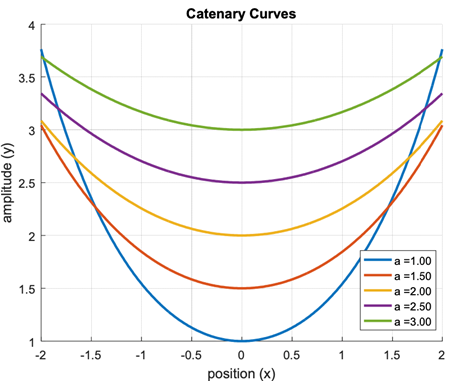 Catenary Curves
4
3.5
3
2.5
2
1.5
1
amplitude (y)
-2 -1.5 -1 -0.5 0 0.5 1 1.5 2
position (x)
a =1.00
a =1.50
a =2.00
a =2.50
a =3.00